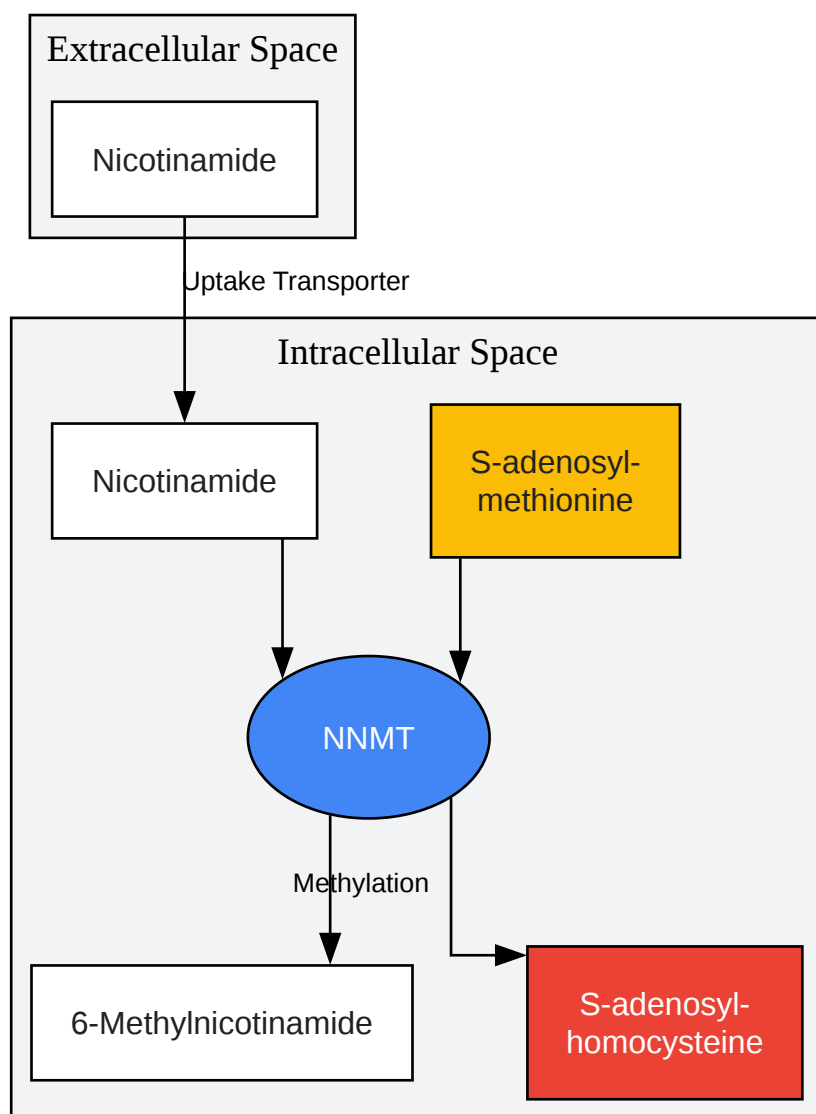 Extracellular Space
Nicotinamide
Uptake Transporter
Intracellular Space
Nicotinamide
S-adenosyl-
methionine
NNMT
Methylation
6-Methylnicotinamide
S-adenosyl-
homocysteine